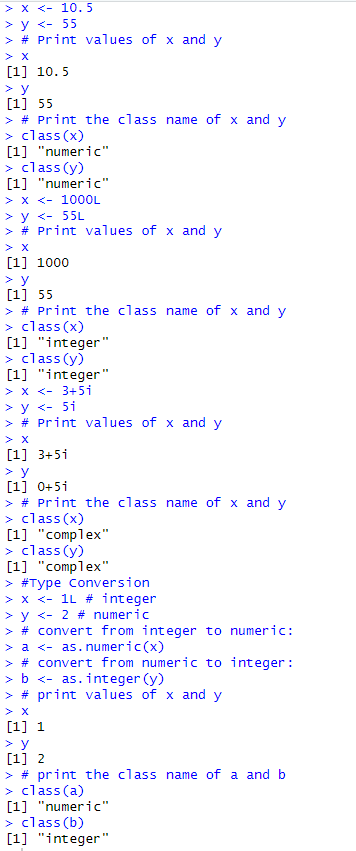 > x <- 10.5
> y <- 55
> # Print values of x and y
> x
[1] 10.5
> y
[1] 55
> # Print the class name of x and y
> class(x)
[1] "numeric"
> class(y)
[1] "numeric"
> x <- 1000L
> y <- 55L
> # Print values of x and y
> x
[1] 1000
> y
[1] 55
> # Print the class name of x and y
> class(x)
[1] "integer"
> class(y)
[1] "integer"
> x <- 3+5i
> y <- 5i
> # Print values of x and y
> x
[1] 3+5i
> y
[1] 0+5i
> # Print the class name of x and y
> class(x)
[1] "complex"
> class(y)
[1] "complex"
> #Type Conversion
> x <- 1L # integer
> y <- 2 # numeric
> # convert from integer to numeric:
> a <- as.numeric(x)
> # convert from numeric to integer:
> b <- as.integer(y)
> # print values of x and y
> x
[1] 1
> y
[1] 2
> # print the class name of a and b
> class(a)
[1] "numeric"
> class(b)
[1] "integer"